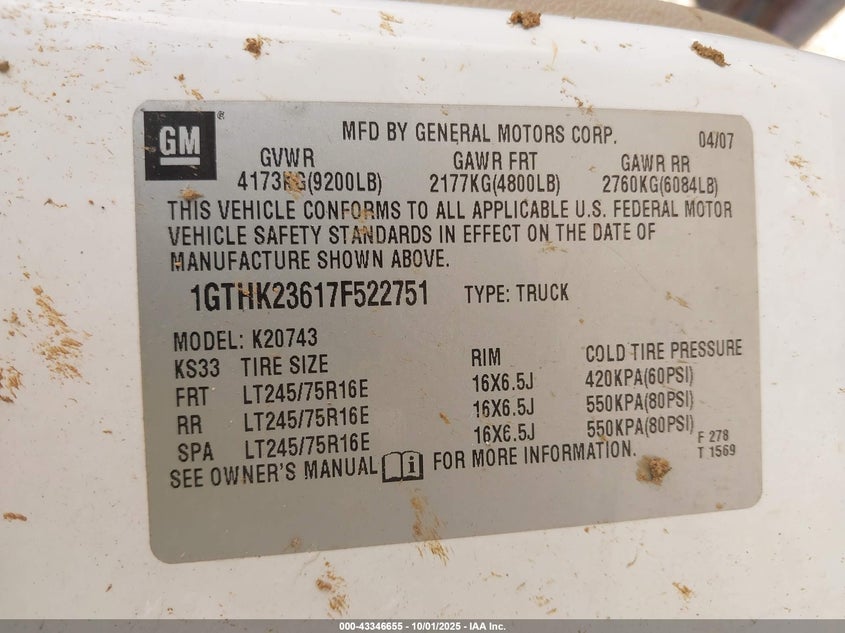 GM
®
MFD BY GENERAL MOTORS CORP. 04/07
GVWR GAWR FRT GAWR RR
4173KG(9200LB) 2177KG(4800LB) 2760KG(6084LB)
THIS VEHICLE CONFORMS TO ALL APPLICABLE U.S. FEDERAL MOTOR
VEHICLE SAFETY STANDARDS IN EFFECT ON THE DATE OF
MANUFACTURE SHOWN ABOVE.
1GTHK23617F522751 TYPE: TRUCK
MODEL: K20743
KS33 TIRE SIZE RIM COLD TIRE PRESSURE
FRT LT245/75R16E 16X6.5J 420KPA(60PSI)
RR LT245/75R16E 16X6.5J 550KPA(80PSI)
SPA LT245/75R16E 16X6.5J 550KPA(80PSI)
F 278
T 1569
SEE OWNER'S MANUAL i FOR MORE INFORMATION.
000-43346655 - 10/01/2025 - IAA Inc.